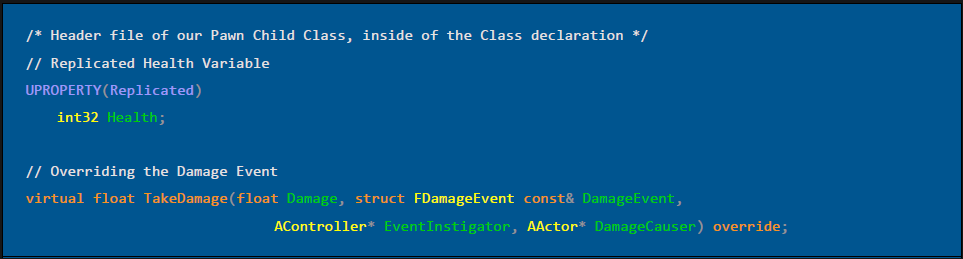 /* Header file of our Pawn Child Class, inside of the Class declaration */
// Replicated Health Variable
UPROPERTY(Replicated)
int32 Health;
// Overriding the Damage Event
virtual float TakeDamage(float Damage, struct FDamageEvent const& DamageEvent,
AController* EventInstigator, AActor* DamageCauser) override;